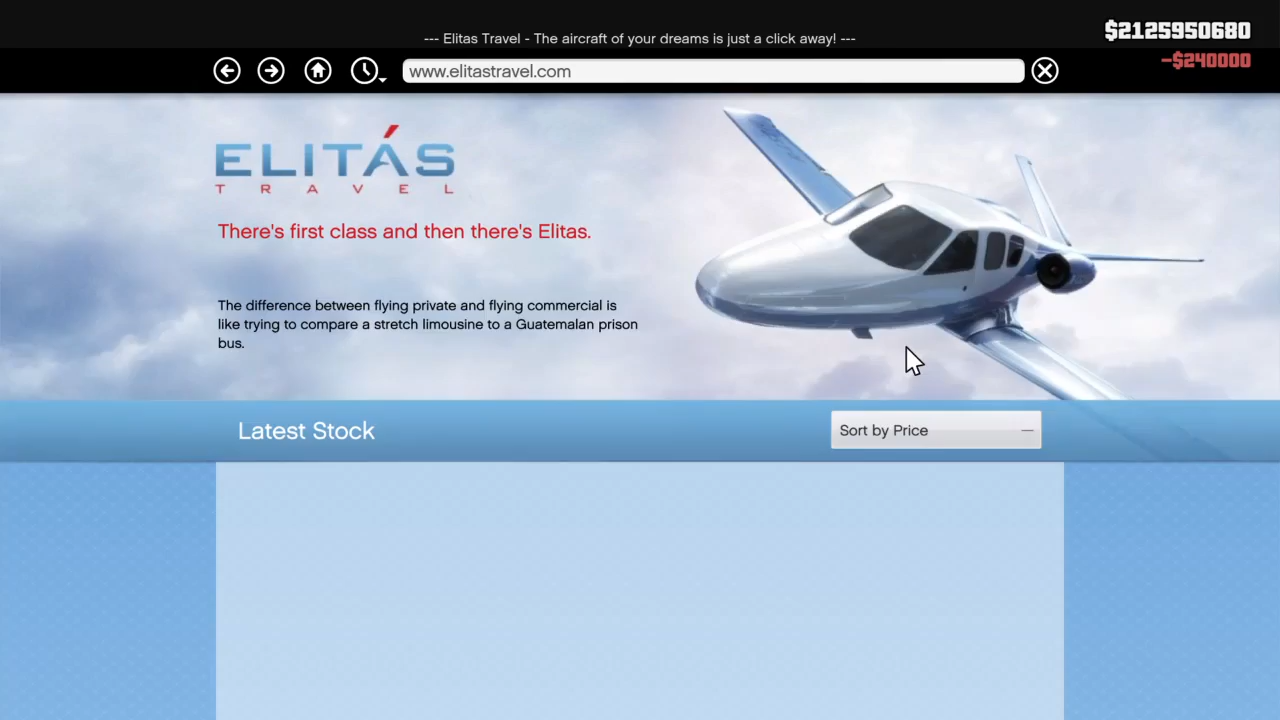 --- Elitas Travel - The aircraft of your dreams is just a click away! ---
$2125950680
-$240000
www.elitastravel.com
ELITÁS
TRAVEL
There's first class and then there's Elitas.
The difference between flying private and flying commercial is
like trying to compare a stretch limousine to a Guatemalan prison
bus.
Latest Stock
Sort by Price